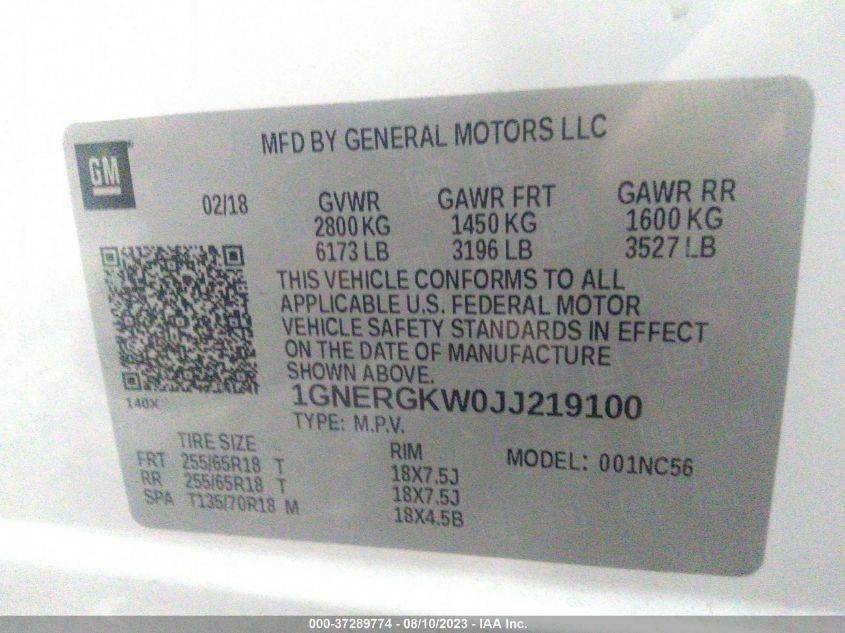 MFD BY GENERAL MOTORS LLC
GM
02/18
GVWR GAWR FRT GAWR RR
2800 KG 1450 KG 1600 KG
6173 LB 3196 LB 3527 LB
THIS VEHICLE CONFORMS TO ALL
APPLICABLE U.S. FEDERAL MOTOR
VEHICLE SAFETY STANDARDS IN EFFECT
ON THE DATE OF MANUFACTURE
SHOWN ABOVE.
140X
1GNERGKW0JJ219100
TYPE: M.P.V.
TIRE SIZE RIM MODEL: 001NC56
FRT 255/65R18 T 18X7.5J
RR 255/65R18 T 18X7.5J
SPA T135/70R18 M 18X4.5B
000-37289774 - 08/10/2023 - IAA Inc.